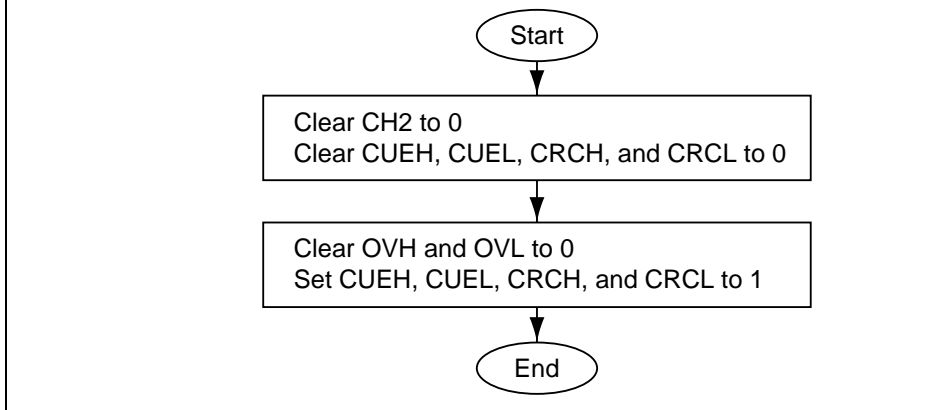 Start
Clear CH2 to 0
Clear CUEH, CUEL, CRCH, and CRCL to 0
Clear OVH and OVL to 0
Set CUEH, CUEL, CRCH, and CRCL to 1
End